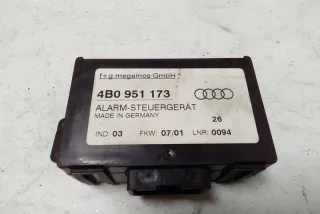 f+g megamos GmbH
4B0 951 173
ALARM-STEUERGERÄT
MADE IN GERMANY 26
IND: 03 FKW: 07/01 LNR: 0094